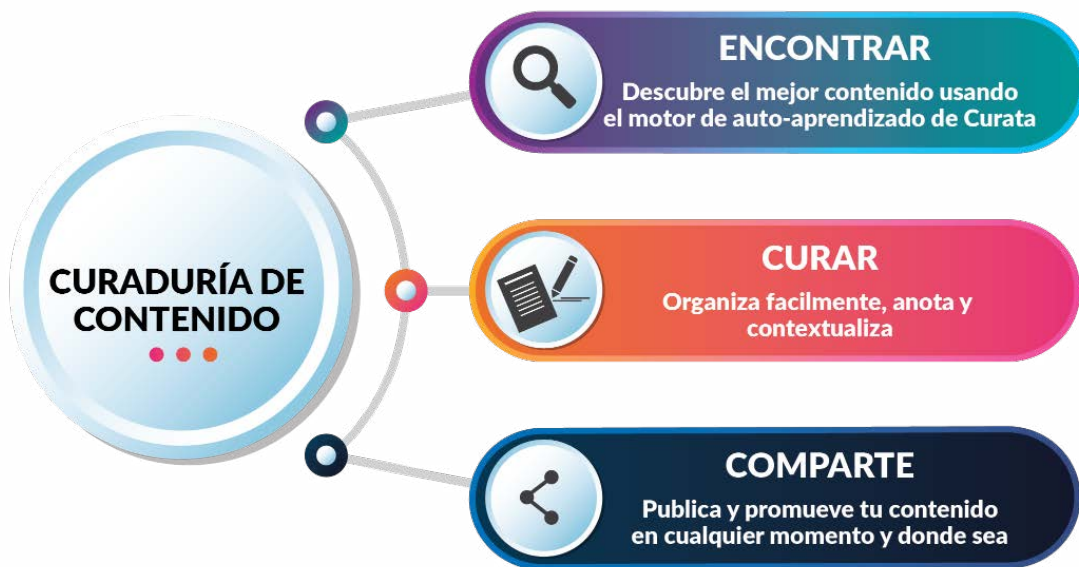 CURADURÍA DE
CONTENIDO
ENCONTRAR
Descubre el mejor contenido usando
el motor de auto-aprendizado de Curata
CURAR
Organiza facilmente, anota y
contextualiza
COMPARTE
Publica y promueve tu contenido
en cualquier momento y donde sea